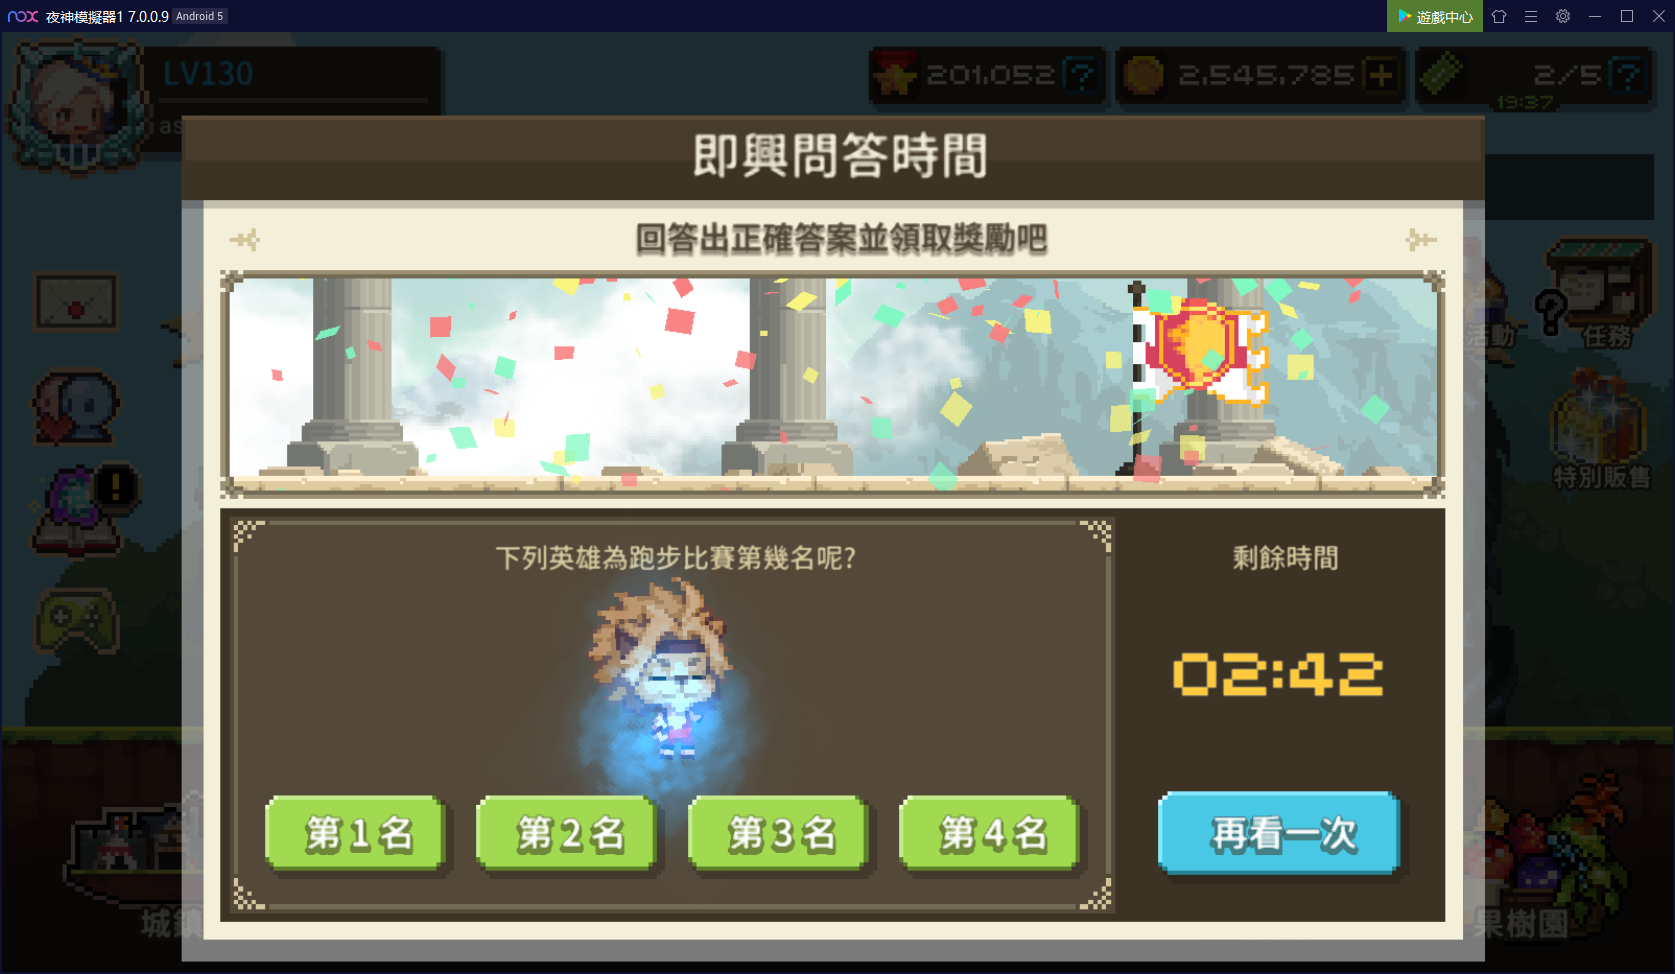 nox 夜神模擬器1 7.0.0.9 Android 5
遊戲中心
LV130
201.052 ?
2.545.785 +
2/5 ?
19:37
as
即興問答時間
回答出正確答案並領取獎勵吧
活動
任務
特別販售
下列英雄為跑步比賽第幾名呢?
剩餘時間
02:42
第1名
第2名
第3名
第4名
再看一次
城鎮
果樹園